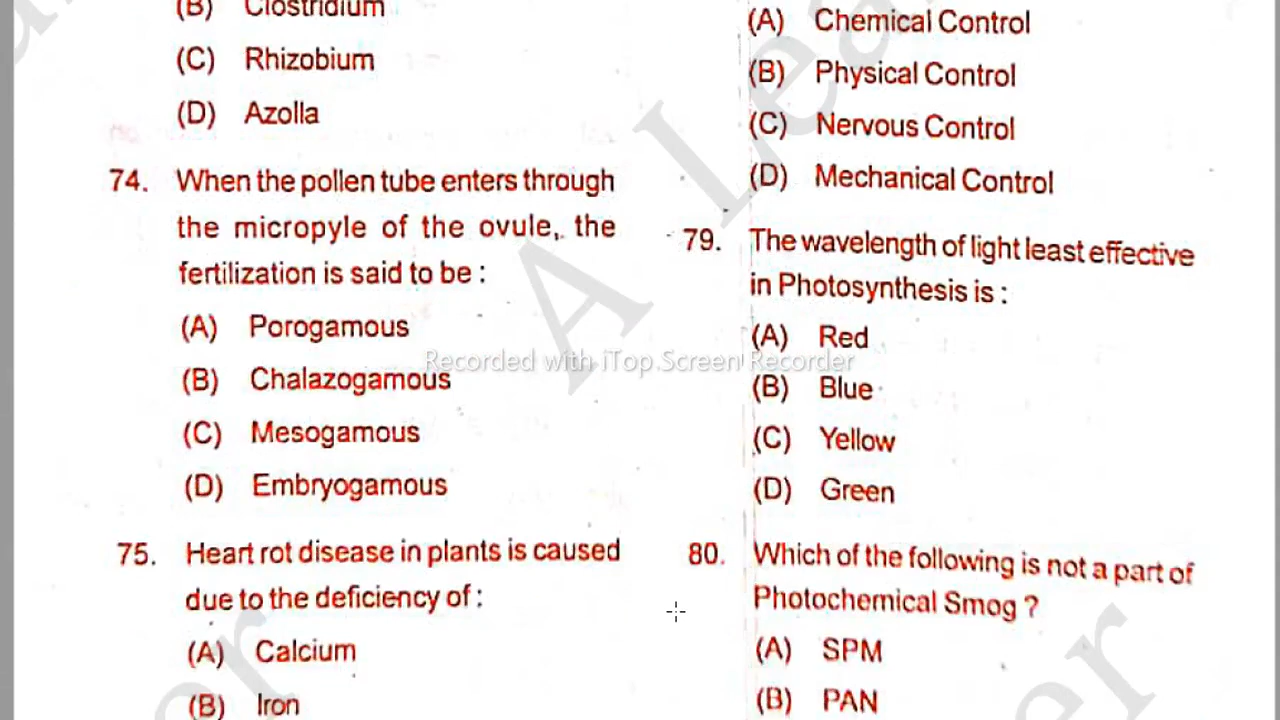 (B) Clostridium
(C) Rhizobium
(D) Azolla
74. When the pollen tube enters through
the micropyle of the ovule, the
fertilization is said to be :
(A) Porogamous
(B) Chalazogamous
(C) Mesogamous
(D) Embryogamous
75. Heart rot disease in plants is caused
due to the deficiency of :
(A) Calcium
(B) Iron
(A) Chemical Control
(B) Physical Control
(C) Nervous Control
(D) Mechanical Control
79. The wavelength of light least effective
in Photosynthesis is :
(A) Red
(B) Blue
(C) Yellow
(D) Green
80. Which of the following is not a part of
Photochemical Smog ?
(A) SPM
(B) PAN
Recorded with iTop Screen Recorder